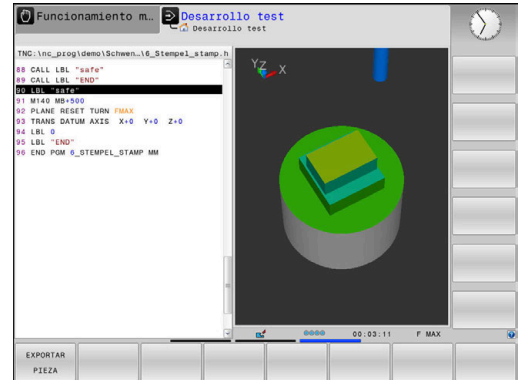 Funcionamiento m…
Desarrollo test
Desarrollo test
TNC:\nc_prog\demo\Schwen…\6_Stempel_stamp.h
88 CALL LBL "safe"
89 CALL LBL "END"
90 LBL "safe"
91 M140 MB+500
92 PLANE RESET TURN FMAX
93 TRANS DATUM AXIS X+0 Y+0 Z+0
94 LBL 0
95 LBL "END"
96 END PGM 6_STEMPEL_STAMP MM
Y Z X
00:03:11 F MAX
EXPORTAR
PIEZA